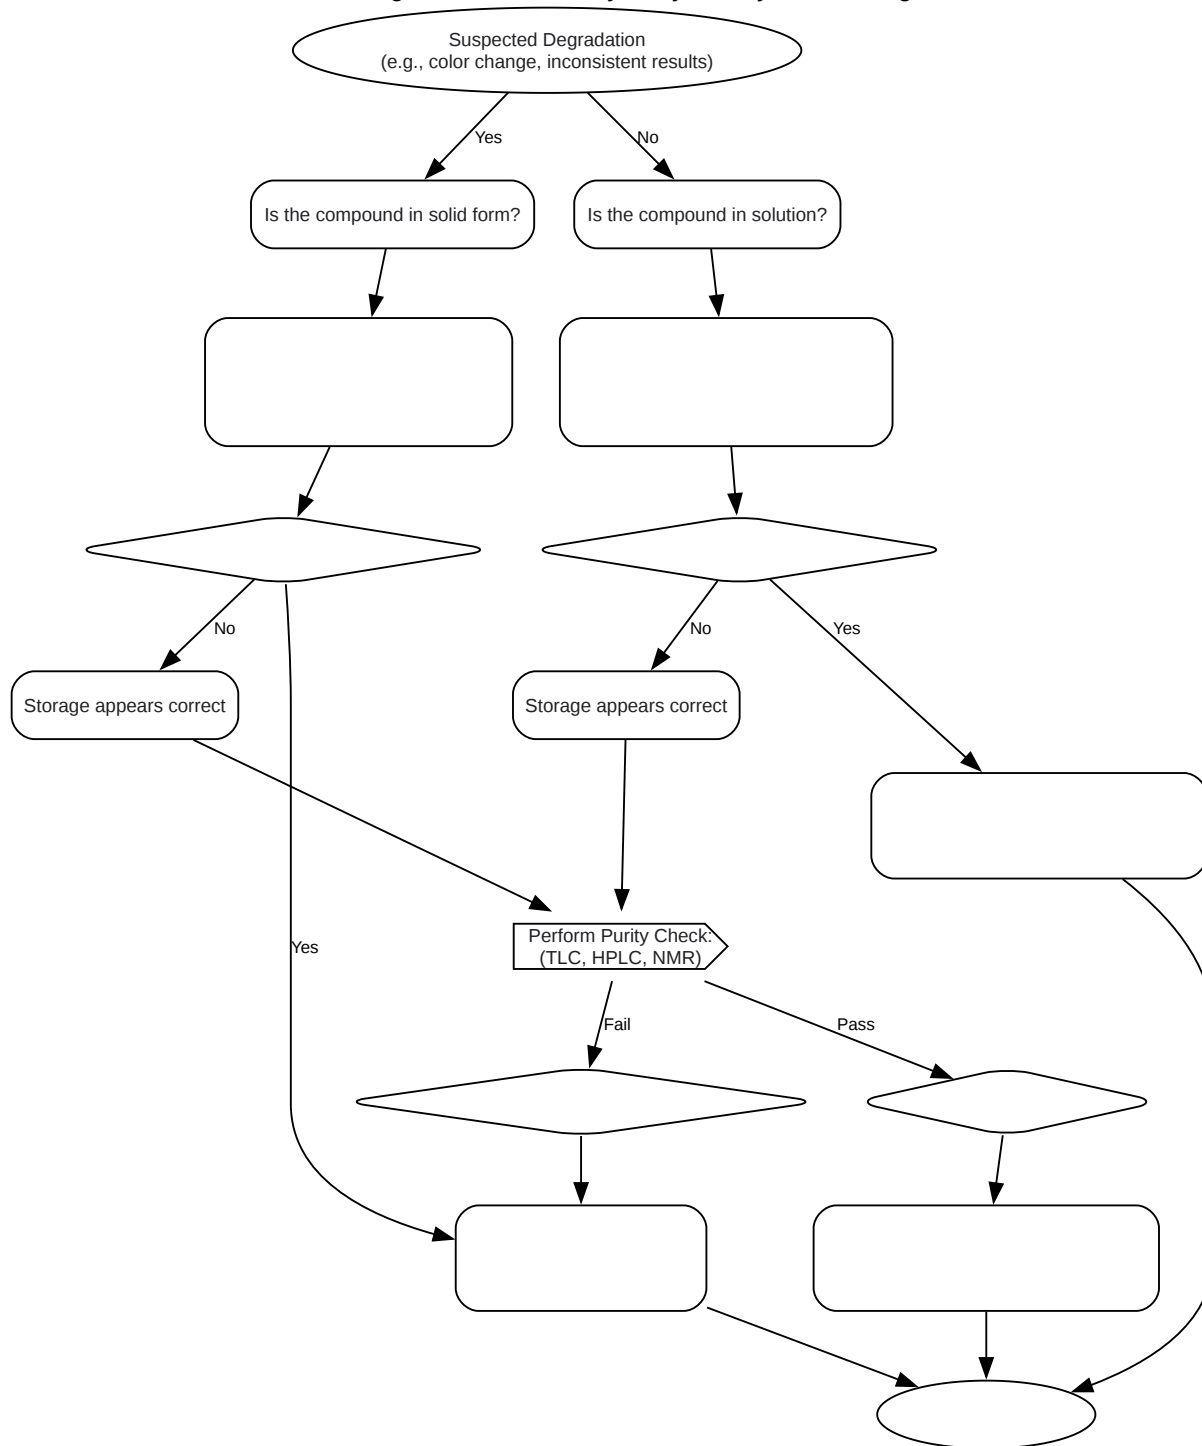 Suspected Degradation
(e.g., color change, inconsistent results)
Yes
No
Is the compound in solid form?
Is the compound in solution?
No
No
Yes
Storage appears correct
Storage appears correct
Perform Purity Check:
(TLC, HPLC, NMR)
Yes
Fail
Pass